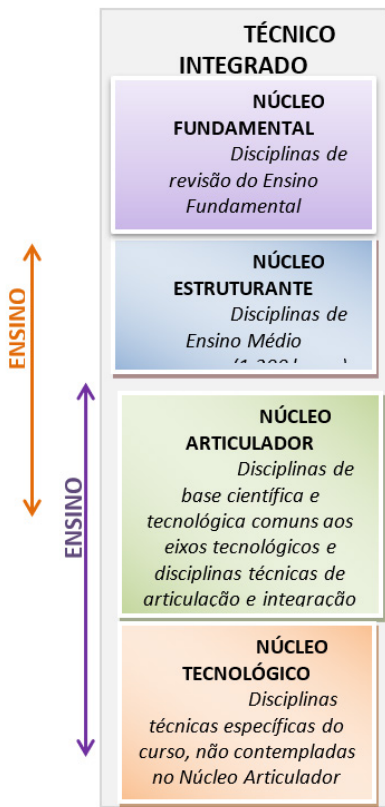 TÉCNICO
INTEGRADO
NÚCLEO
FUNDAMENTAL
Disciplinas de
revisão do Ensino
Fundamental
NÚCLEO
ESTRUTURANTE
Disciplinas de
Ensino Médio
NÚCLEO
ARTICULADOR
Disciplinas de
base científica e
tecnológica comuns aos
eixos tecnológicos e
disciplinas técnicas de
articulação e integração
NÚCLEO
TECNOLÓGICO
Disciplinas
técnicas específicas do
curso, não contempladas
no Núcleo Articulador
ENSINO
ENSINO